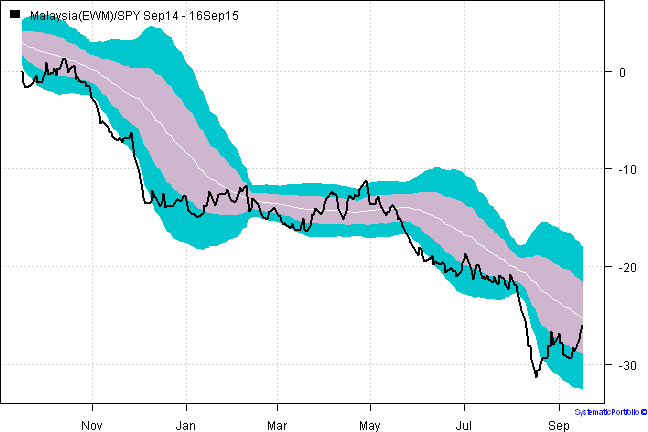 Malaysia(EWM)/SPY Sep14 - 16Sep15
0
-10
-20
-30
Nov Jan Mar May Jul Sep
SystematicPortfolio ©